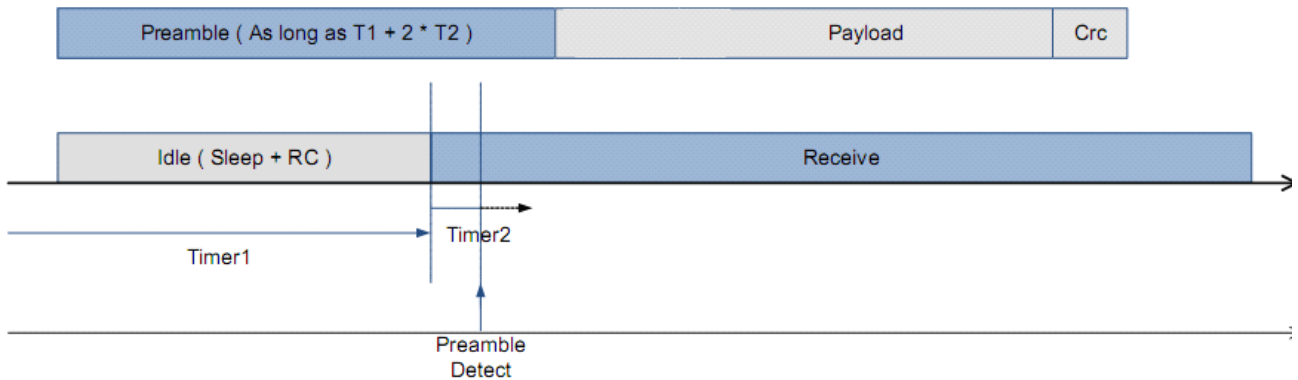 Preamble ( As long as T1 + 2 * T2 )
Payload
Crc
Idle ( Sleep + RC )
Receive
Timer2
Timer1
Preamble
Detect